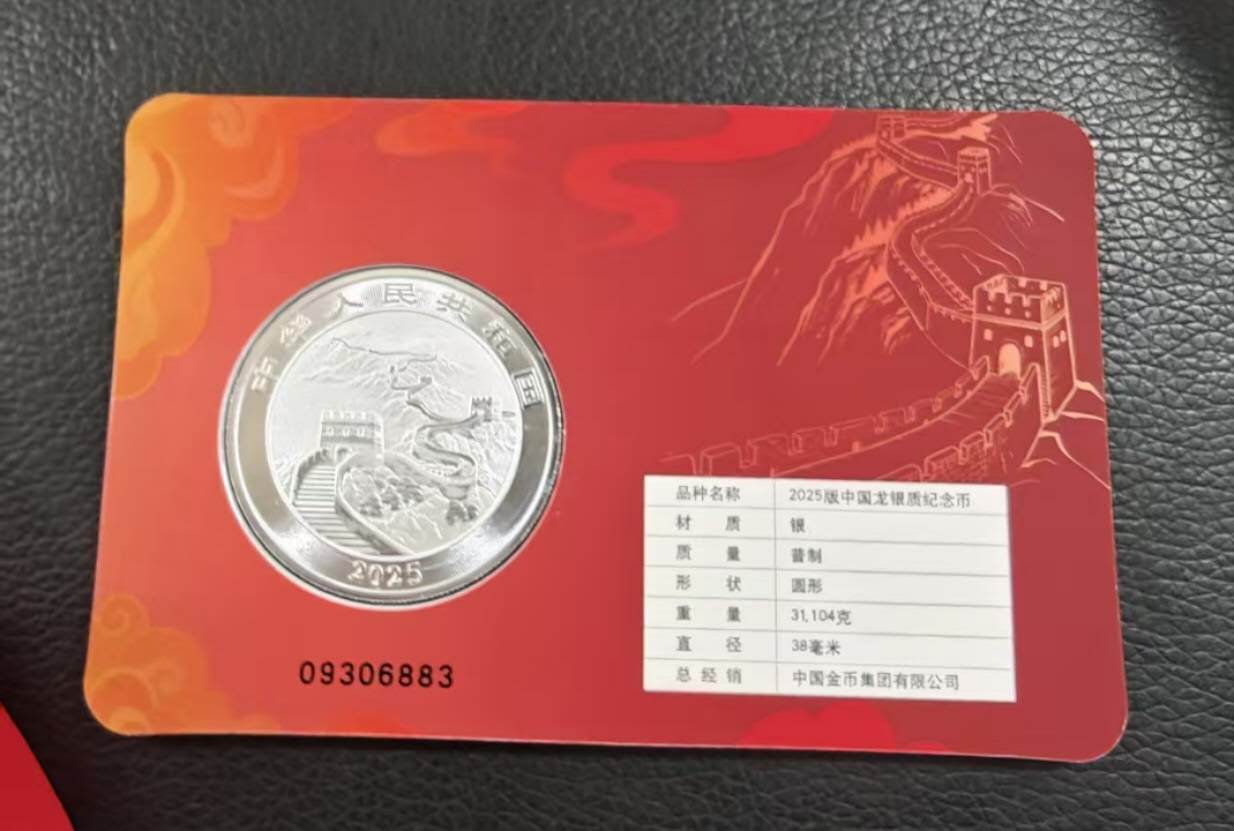 中华人民共和国
2025
09306883
品种名称 2025版中国龙银质纪念币
材 质 银
质 量 普制
形 状 圆形
重 量 31.104克
直 径 38毫米
总 经 销 中国金币集团有限公司